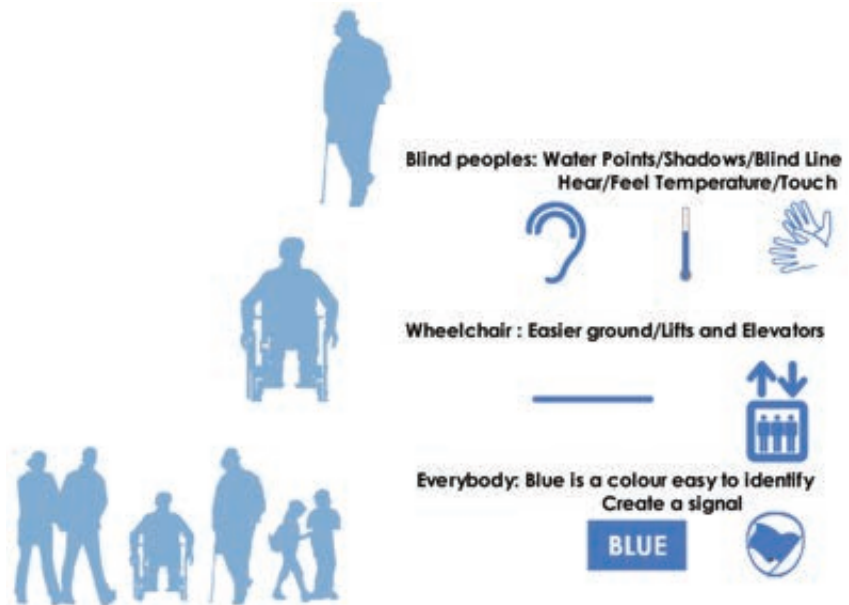 Blind peoples: Water Points/Shadows/Blind Line
Hear/Feel Temperature/Touch
Wheelchair : Easier ground/Lifts and Elevators
Everybody: Blue is a colour easy to identify
Create a signal
BLUE